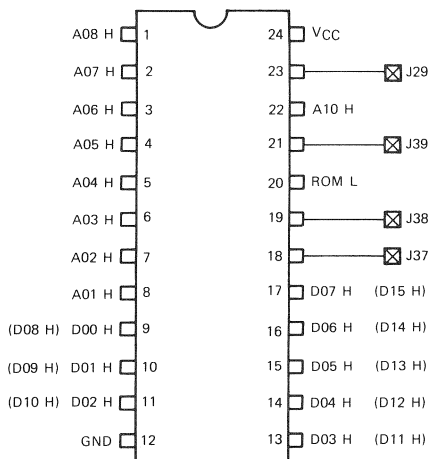 A08 H 1 24 VCC
A07 H 2 23 J29
A06 H 3 22 A10 H
A05 H 4 21 J39
A04 H 5 20 ROM L
A03 H 6 19 J38
A02 H 7 18 J37
A01 H 8 17 D07 H (D15 H)
(D08 H) D00 H 9 16 D06 H (D14 H)
(D09 H) D01 H 10 15 D05 H (D13 H)
(D10 H) D02 H 11 14 D04 H (D12 H)
GND 12 13 D03 H (D11 H)